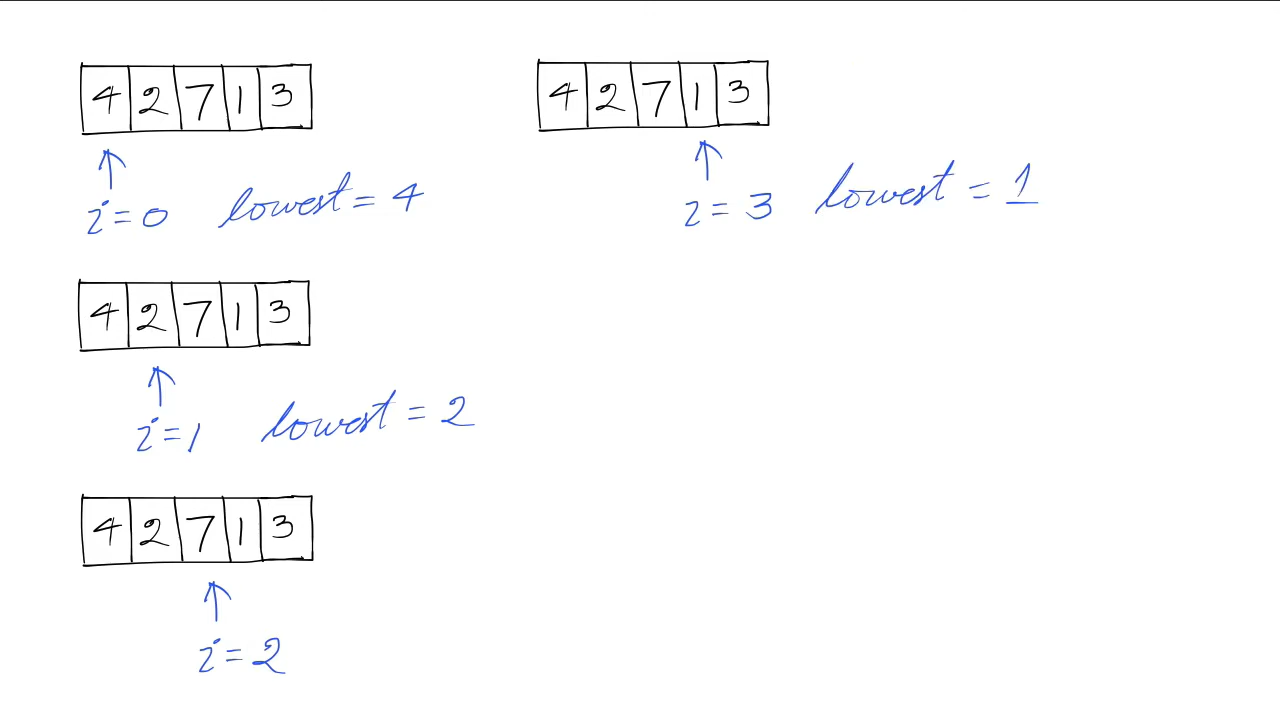 4 2 7 1 3
i=0 lowest = 4
4 2 7 1 3
i=1 lowest = 2
4 2 7 1 3
i=2
4 2 7 1 3
i=3 lowest = 1